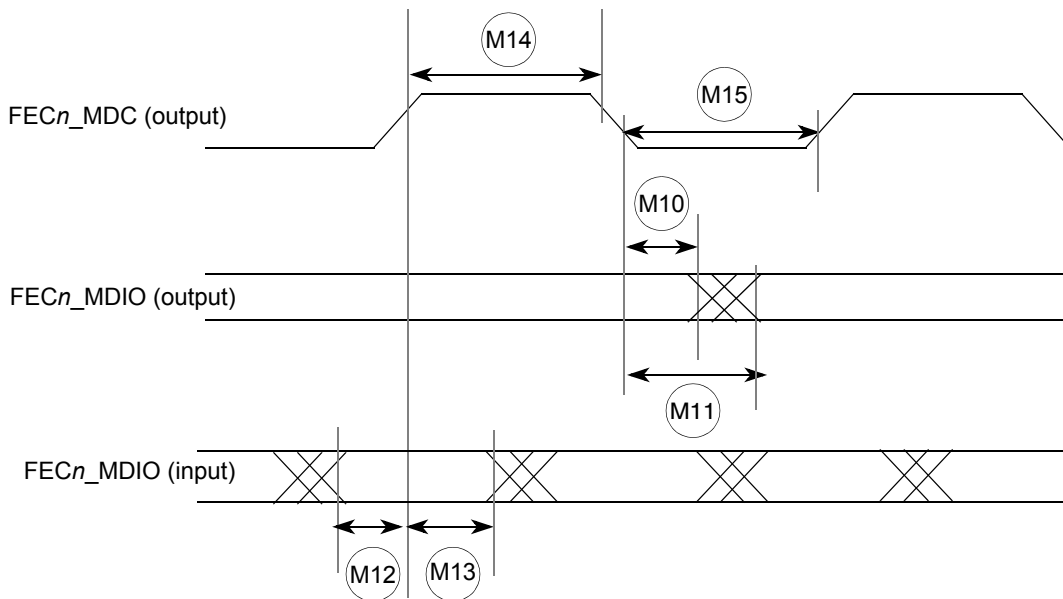 M14
FECn_MDC (output)
M15
M10
FECn_MDIO (output)
M11
FECn_MDIO (input)
M12
M13